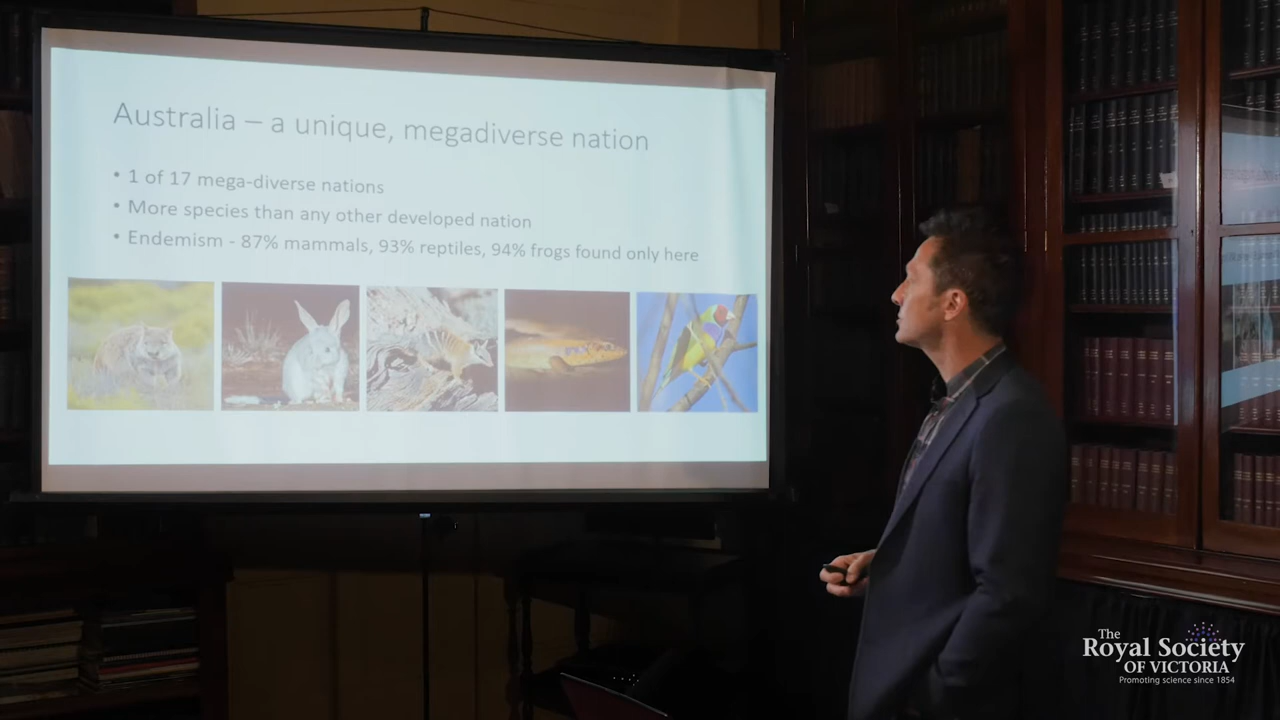 Australia – a unique, megadiverse nation
• 1 of 17 mega-diverse nations
• More species than any other developed nation
• Endemism - 87% mammals, 93% reptiles, 94% frogs found only here
The
Royal Society
OF VICTORIA
Promoting science since 1854